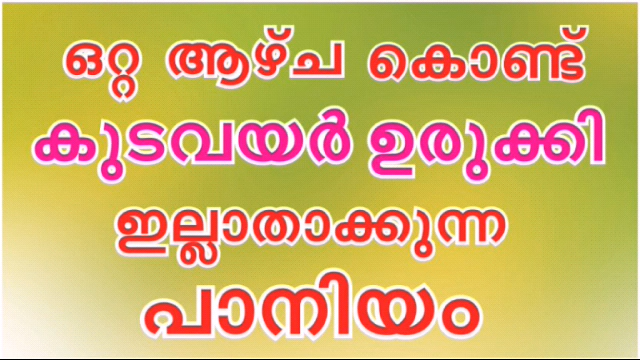 ഒറ്റ ആഴ്ച കൊണ്ട്
കുടവയർ ഉരുക്കി
ഇല്ലാതാക്കുന്ന
പാനിയം